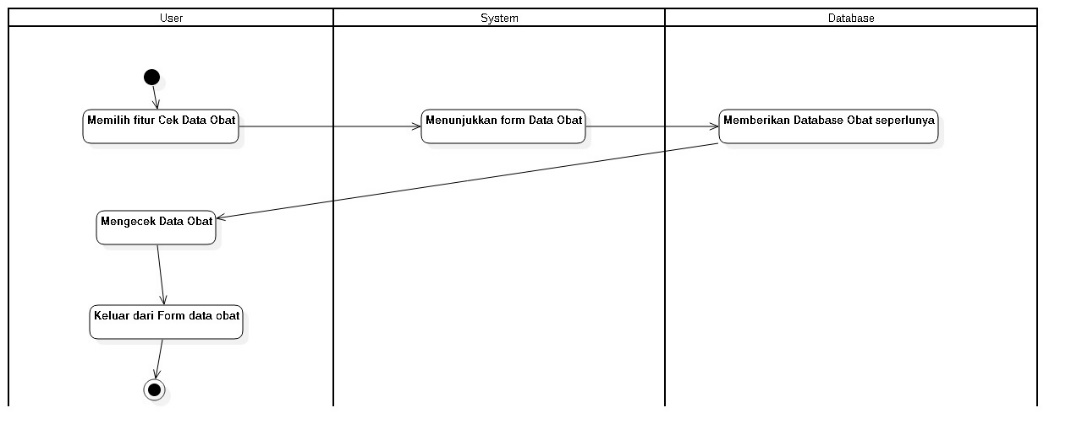 User
System
Database
Memilih fitur Cek Data Obat
Menunjukkan form Data Obat
Memberikan Database Obat seperlunya
Mengecek Data Obat
Keluar dari Form data obat